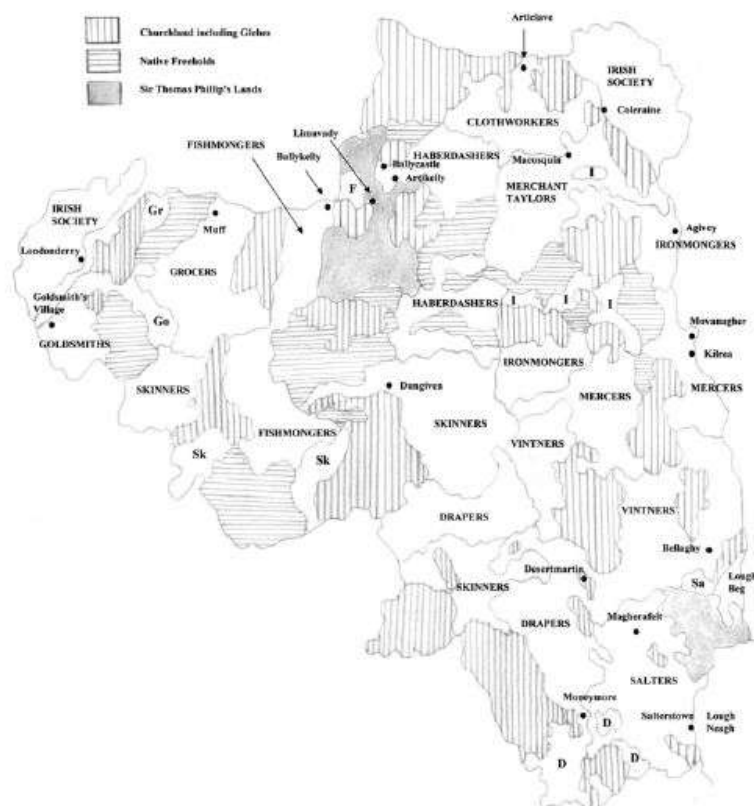 Churchland including Glebes
Native Freeholds
Sir Thomas Phillip's Lands
Articlave
IRISH
SOCIETY
Coleraine
CLOTHWORKERS
Limavady
FISHMONGERS
Ballykelly
HABERDASHERS
Ballycastle
Artikelly
Macosquin
F
MERCHANT
TAYLORS
I
IRISH
SOCIETY
Gr
Muff
Londonderry
GROCERS
Agivey
IRONMONGERS
Goldsmith's
Village
Go
GOLDSMITHS
HABERDASHERS
I
I
I
Movanagher
Kilrea
IRONMONGERS
SKINNERS
Dungiven
MERCERS
MERCERS
FISHMONGERS
SKINNERS
VINTNERS
Sk
Sk
DRAPERS
VINTNERS
Bellaghy
Desertmartin
SKINNERS
Sa
Lough
Beg
DRAPERS
Magherafelt
SALTERS
Moneymore
D
Salterstown
Lough
Neagh
D
D